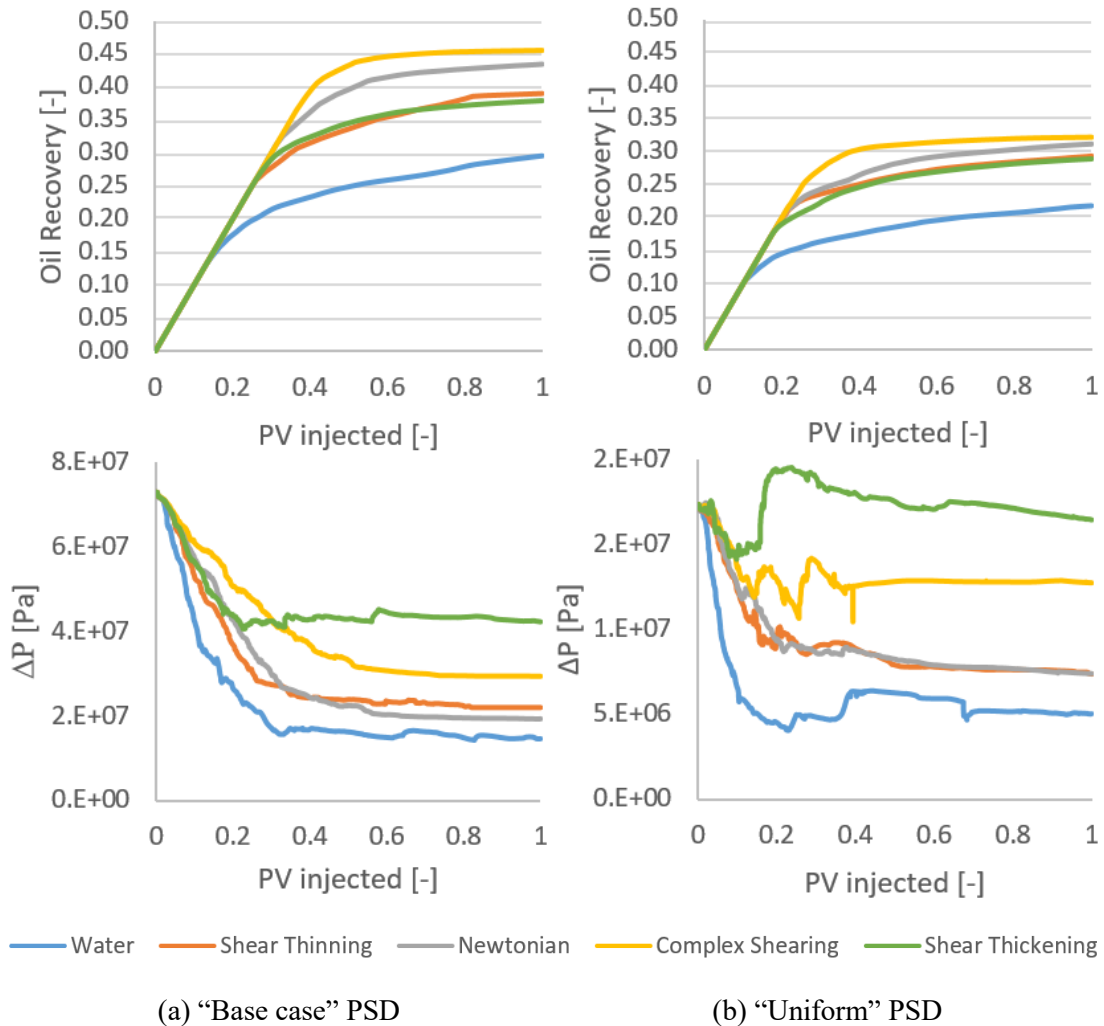 Oil Recovery [-]
0.50
0.45
0.40
0.35
0.30
0.25
0.20
0.15
0.10
0.05
0.00
0 0.2 0.4 0.6 0.8 1
PV injected [-]
Oil Recovery [-]
0.50
0.45
0.40
0.35
0.30
0.25
0.20
0.15
0.10
0.05
0.00
0 0.2 0.4 0.6 0.8 1
PV injected [-]
ΔP [Pa]
8.E+07
6.E+07
4.E+07
2.E+07
0.E+00
0 0.2 0.4 0.6 0.8 1
PV injected [-]
ΔP [Pa]
2.E+07
2.E+07
1.E+07
5.E+06
0.E+00
0 0.2 0.4 0.6 0.8 1
PV injected [-]
Water Shear Thinning Newtonian Complex Shearing Shear Thickening
(a) “Base case” PSD (b) “Uniform” PSD